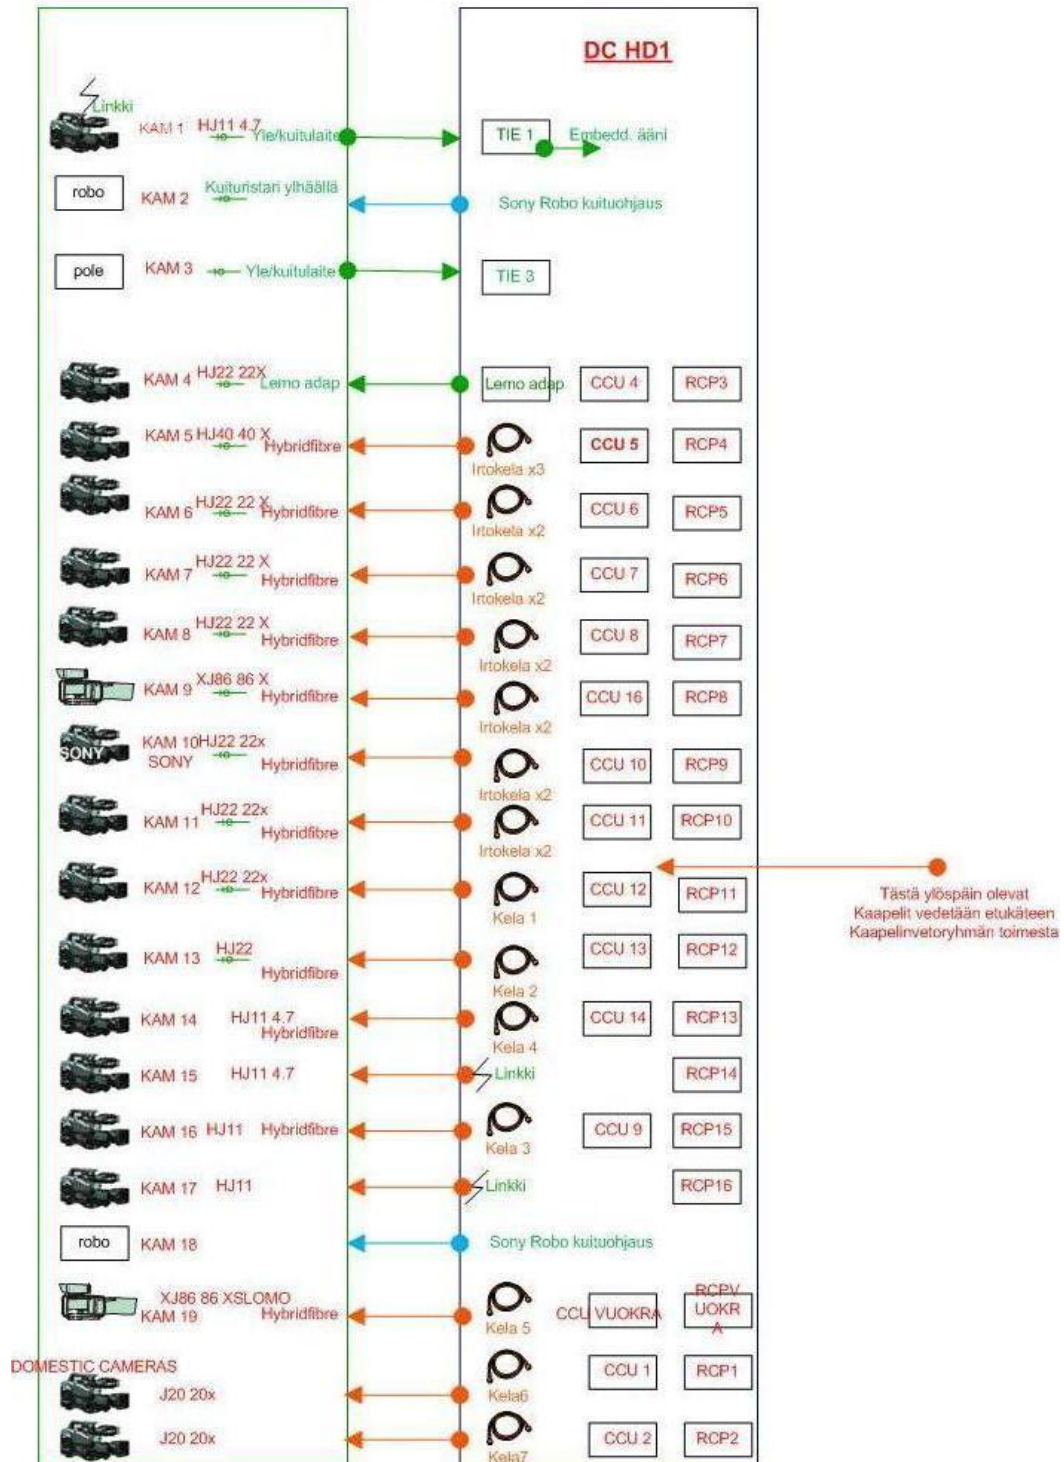 DC HD1
Linkki
KAM 1 HJ11 4.7 Yle/kuitulaite TIE 1 Embedd. ääni
robo KAM 2 Kuituristari ylhäällä Sony Robo kuituohjaus
pole KAM 3 Yle/kuitulaite TIE 3
KAM 4 HJ22 22X Lemo adap Lemo adap CCU 4 RCP3
KAM 5 HJ40 40 X Hybridfibre Irtokela x3 CCU 5 RCP4
KAM 6 HJ22 22 X Hybridfibre Irtokela x2 CCU 6 RCP5
KAM 7 HJ22 22 X Hybridfibre Irtokela x2 CCU 7 RCP6
KAM 8 HJ22 22 X Hybridfibre Irtokela x2 CCU 8 RCP7
KAM 9 XJ86 86 X Hybridfibre Irtokela x2 CCU 16 RCP8
SONY KAM 10 SONY HJ22 22x Hybridfibre Irtokela x2 CCU 10 RCP9
KAM 11 HJ22 22x Hybridfibre Irtokela x2 CCU 11 RCP10
KAM 12 HJ22 22x Hybridfibre Kela 1 CCU 12 RCP11
Tästä ylöspäin olevat
Kaapelit vedetään etukäteen
Kaapelinvetoryhmän toimesta
KAM 13 HJ22 Hybridfibre Kela 2 CCU 13 RCP12
KAM 14 HJ11 4.7 Hybridfibre Kela 4 CCU 14 RCP13
KAM 15 HJ11 4.7 Linkki RCP14
KAM 16 HJ11 Hybridfibre Kela 3 CCU 9 RCP15
KAM 17 HJ11 Linkki RCP16
robo KAM 18 Sony Robo kuituohjaus
XJ86 86 XSLOMO
KAM 19 Hybridfibre Kela 5 CCU VUOKRA RCPV UOKR A
DOMESTIC CAMERAS
J20 20x Kela6 CCU 1 RCP1
J20 20x Kela7 CCU 2 RCP2